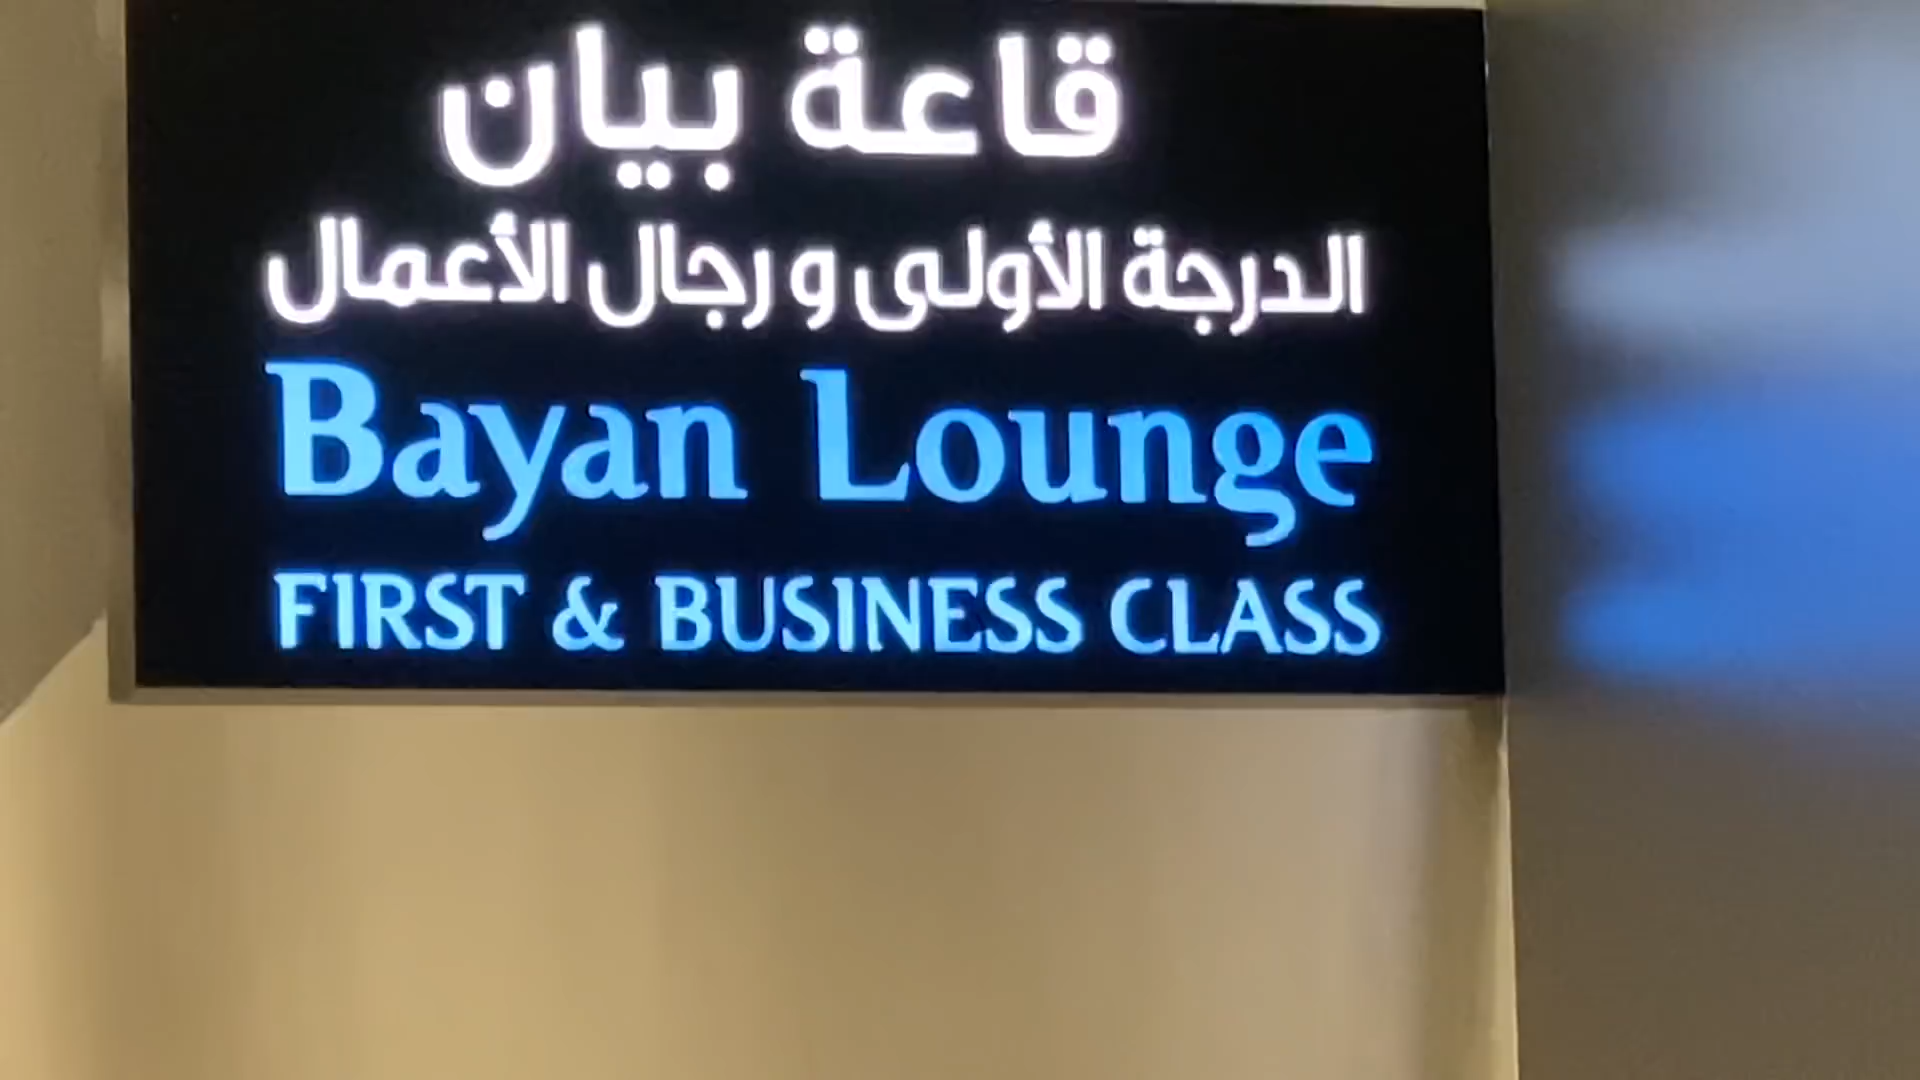 قاعة بيان
الدرجة الأولى و رجال الأعمال
Bayan Lounge
FIRST & BUSINESS CLASS